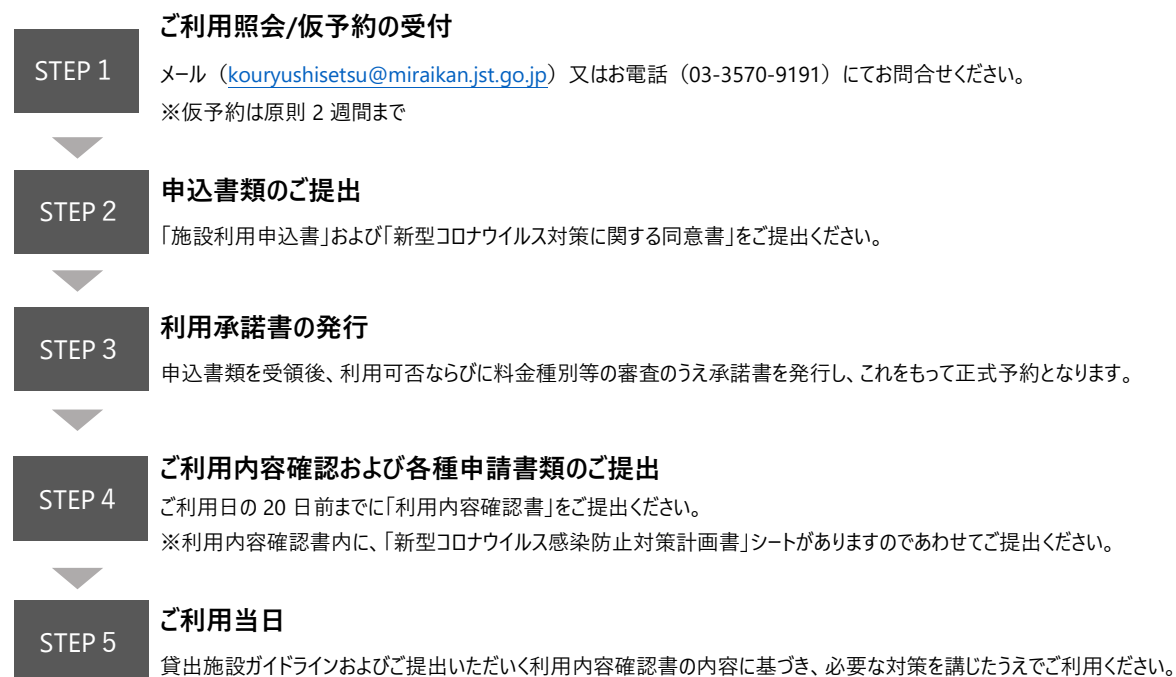 STEP 1
ご利用照会/仮予約の受付
メール（kouryushisetsu@miraikan.jst.go.jp）又はお電話（03-3570-9191）にてお問合せください。
※仮予約は原則 2 週間まで
STEP 2
申込書類のご提出
「施設利用申込書」および「新型コロナウイルス対策に関する同意書」をご提出ください。
STEP 3
利用承諾書の発行
申込書類を受領後、利用可否ならびに料金種別等の審査のうえ承諾書を発行し、これをもって正式予約となります。
STEP 4
ご利用内容確認および各種申請書類のご提出
ご利用日の 20 日前までに「利用内容確認書」をご提出ください。
※利用内容確認書内に、「新型コロナウイルス感染防止対策計画書」シートがありますのであわせてご提出ください。
STEP 5
ご利用当日
貸出施設ガイドラインおよびご提出いただいく利用内容確認書の内容に基づき、必要な対策を講じたうえでご利用ください。